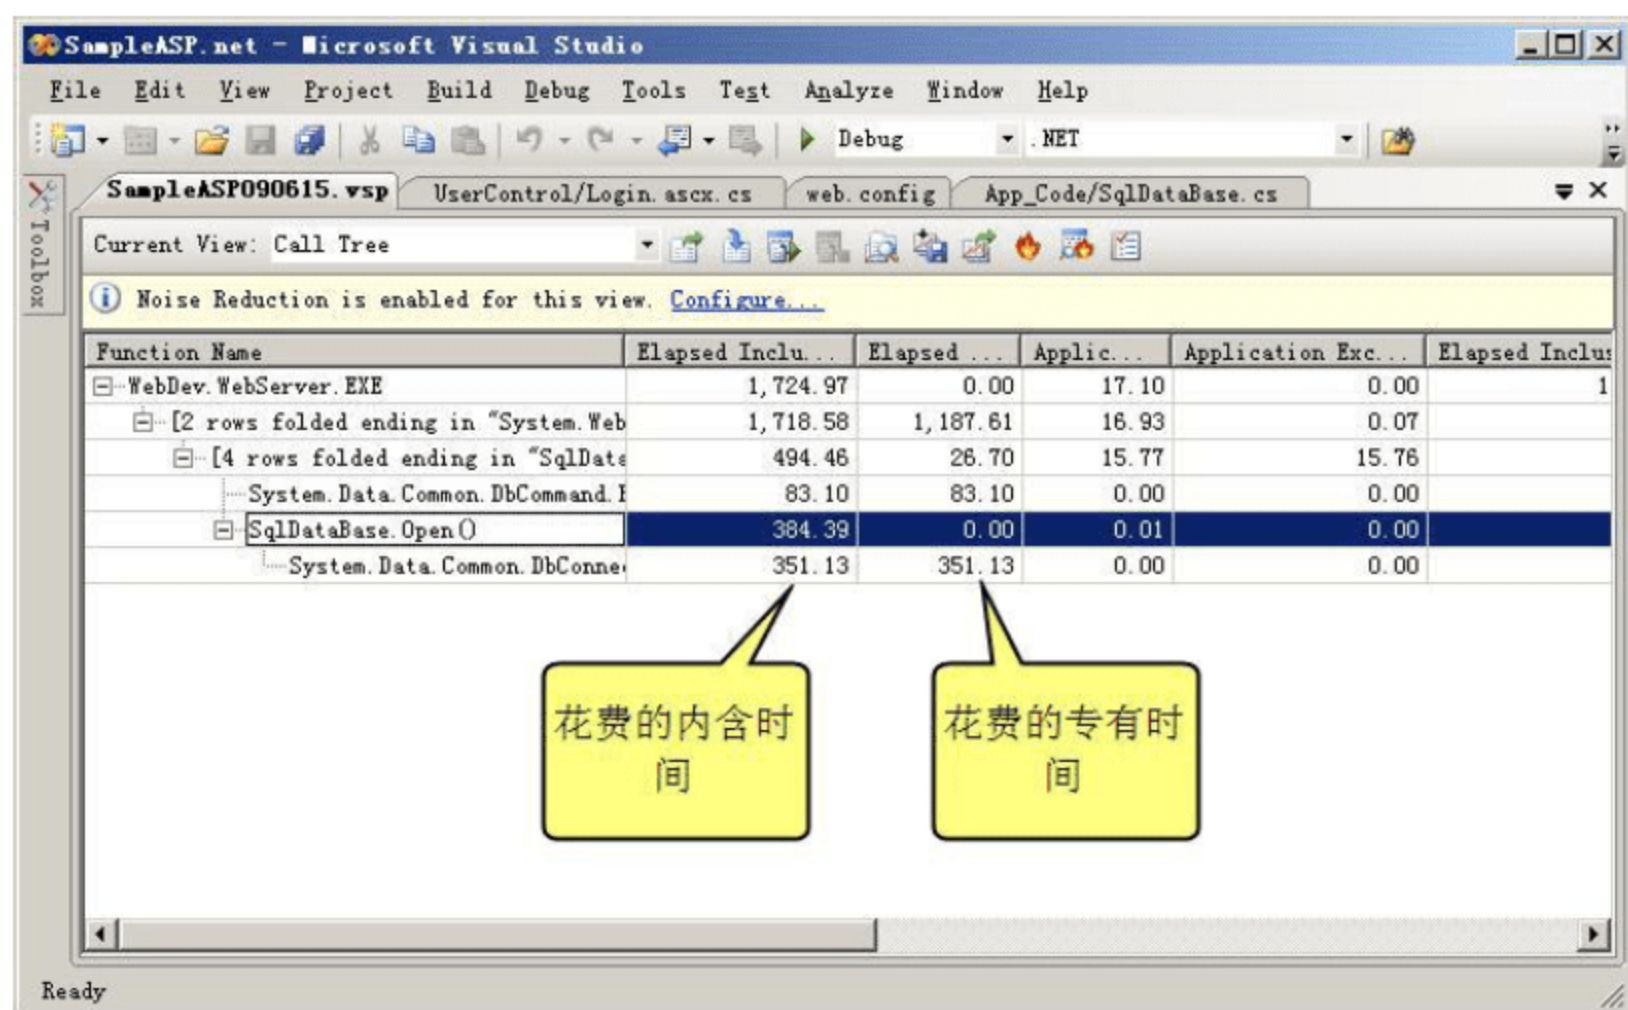 SampleASP.net - Microsoft Visual Studio
File Edit View Project Build Debug Tools Test Analyze Window Help
Debug .NET
SampleASP090615.vsp UserControl/Login.ascx.cs web.config App_Code/SqlDataBase.cs
Toolbox
Current View: Call Tree
Noise Reduction is enabled for this view. Configure...
Function Name Elapsed Inclu... Elapsed ... Applic... Application Exc... Elapsed Inclus
WebDev.WebServer.EXE 1,724.97 0.00 17.10 0.00 1
[2 rows folded ending in "System.Web 1,718.58 1,187.61 16.93 0.07
[4 rows folded ending in "SqlData 494.46 26.70 15.77 15.76
System.Data.Common.DbCommand.E 83.10 83.10 0.00 0.00
SqlDataBase.Open() 384.39 0.00 0.01 0.00
System.Data.Common.DbConne 351.13 351.13 0.00 0.00
花费的内含时
间
花费的专有时
间
Ready